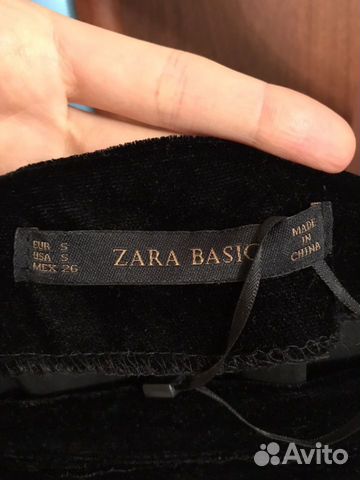 EUR S
USA S
MEX 26
ZARA BASIC
MADE
IN
CHINA
Avito